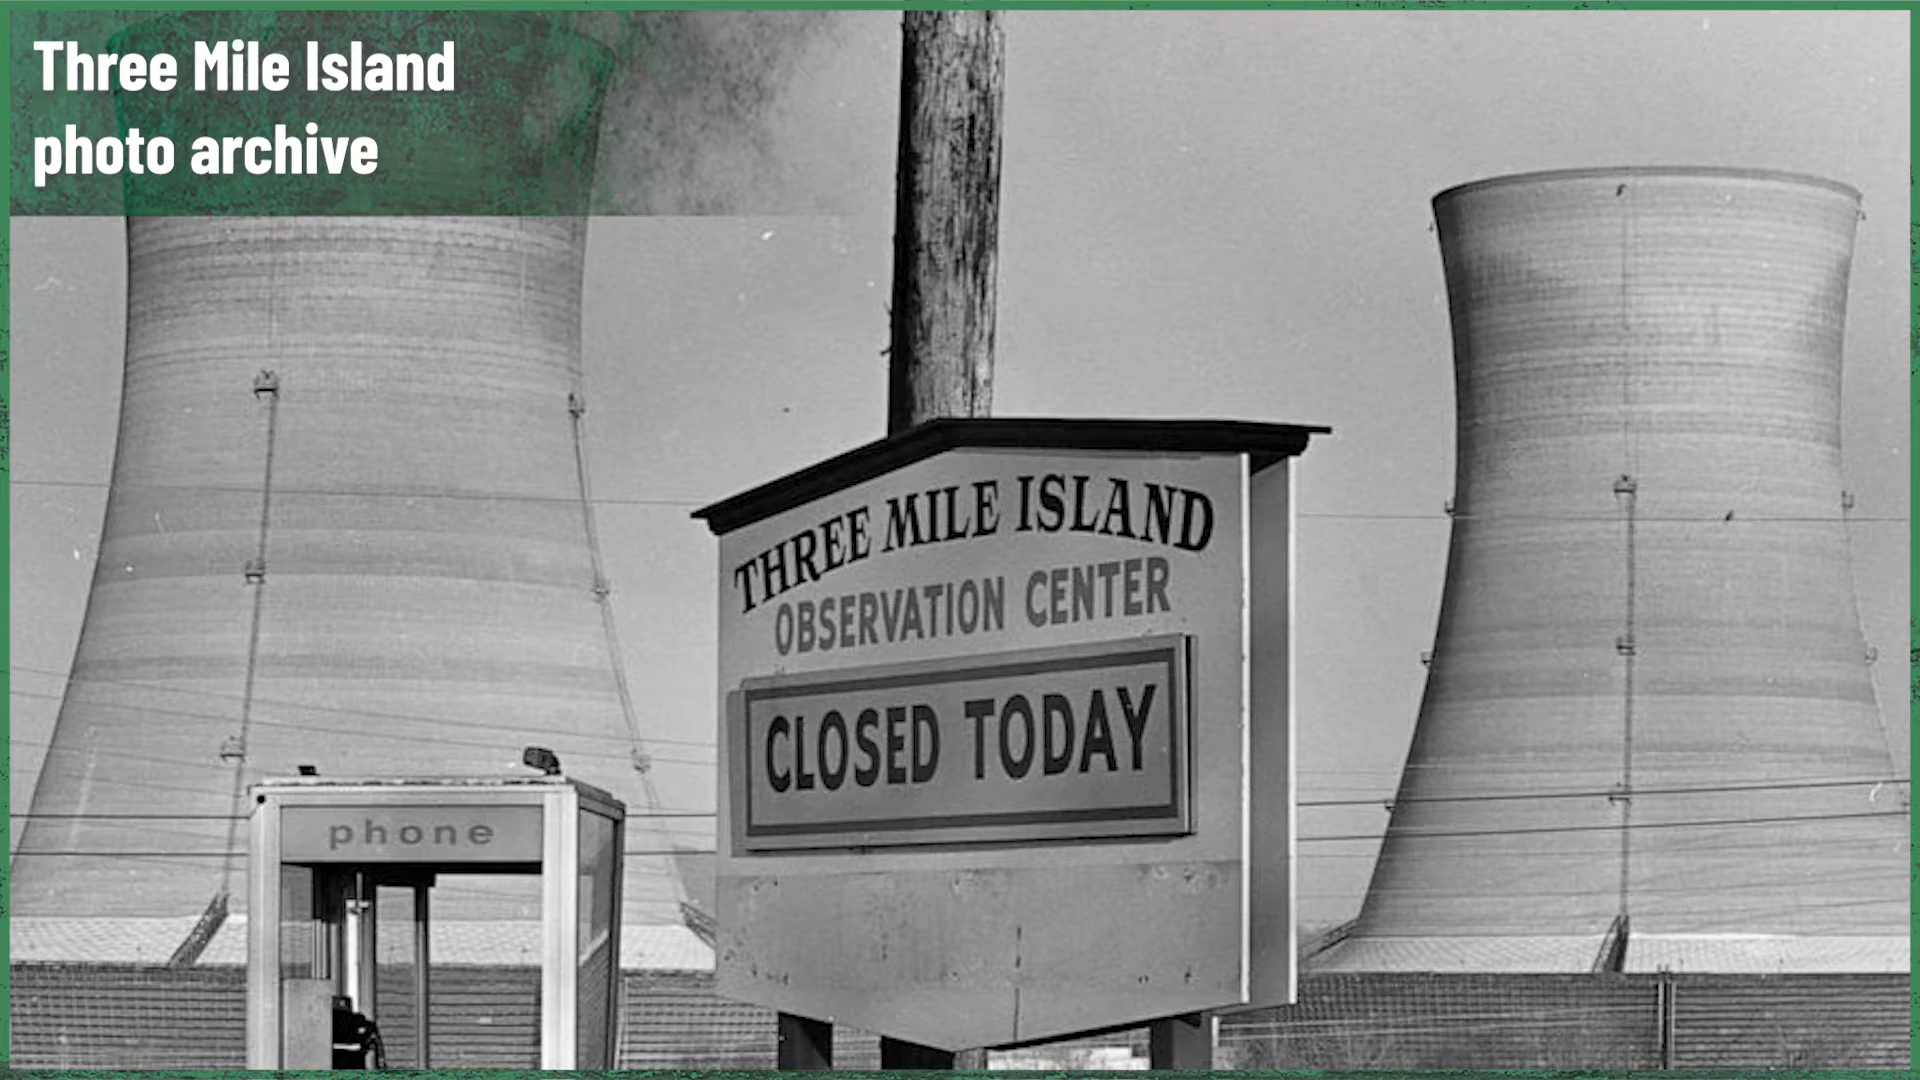 Three Mile Island
photo archive
THREE MILE ISLAND
OBSERVATION CENTER
CLOSED TODAY
phone